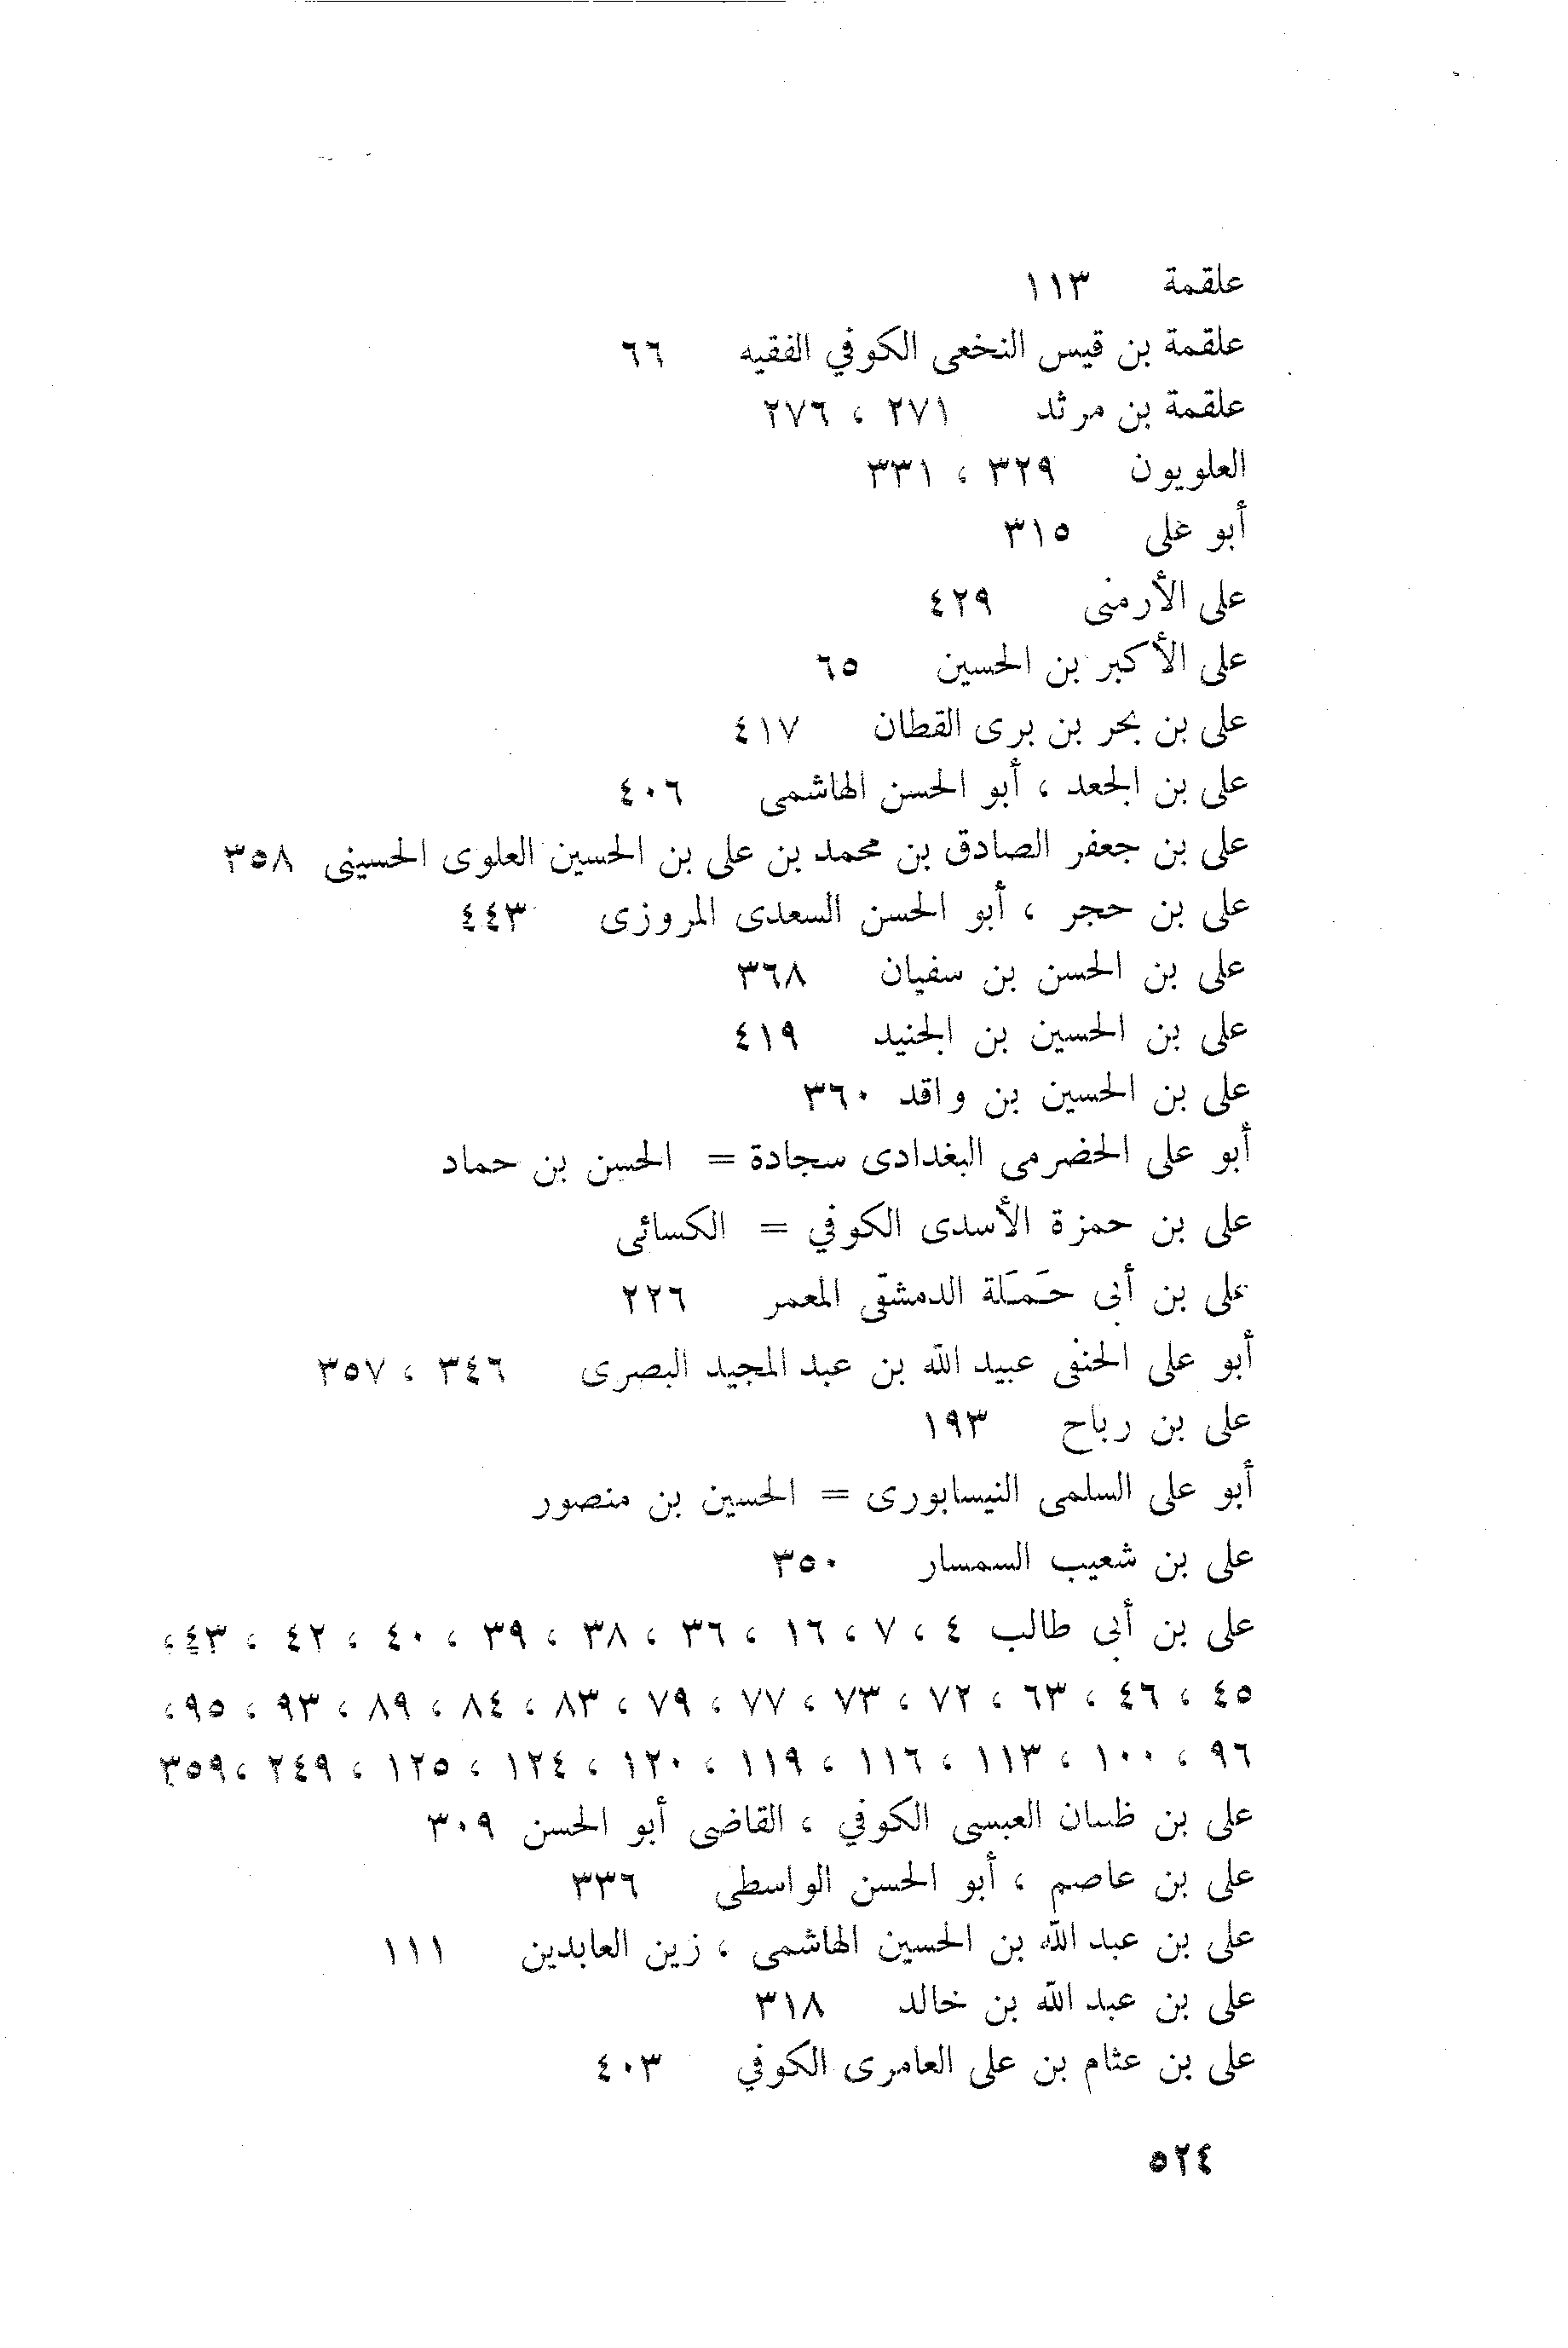 علقمة ١١٣
علقمة بن قيس النخعى الكوفي الفقيه ٦٦
علقمة بن مرثد ٢٧١ ، ٢٧٦
العلويون ٣٢٩ ، ٣٣١
أبو على ٣١٥
على الأرمنى ٤٢٩
على الأكبر بن الحسين ٦٥
على بن بحر بن برى القطان ٤١٧
على بن الجعد ، أبو الحسن الهاشمى ٤٠٦
على بن جعفر الصادق بن محمد بن على بن الحسين العلوى الحسينى ٣٥٨
على بن حجر ، أبو الحسن السعدى المروزى ٤٤٣
على بن الحسن بن سفيان ٣٦٨
على بن الحسين بن الجنيد ٤١٩
على بن الحسين بن واقد ٣٦٠
أبو على الحضرمى البغدادى سجادة = الحسن بن حماد
على بن حمزة الأسدى الكوفي = الكسائى
على بن أبى حَمَلة الدمشقى المعمر ٢٢٦
أبو على الحنفى عبيد الله بن عبد المجيد البصرى ٣٤٦ ، ٣٥٧
على بن رباح ١٩٣
أبو على السلمى النيسابورى = الحسين بن منصور
على بن شعيب السمسار ٣٥٠
على بن أبى طالب ٤ ، ٧ ، ١٦ ، ٣٦ ، ٣٨ ، ٣٩ ، ٤٠ ، ٤٢ ، ٤٣ ،
٤٥ ، ٤٦ ، ٦٣ ، ٧٢ ، ٧٣ ، ٧٧ ، ٧٩ ، ٨٣ ، ٨٤ ، ٨٩ ، ٩٣ ، ٩٥ ،
٩٦ ، ١٠٠ ، ١١٣ ، ١١٦ ، ١١٩ ، ١٢٠ ، ١٢٤ ، ١٢٥ ، ٢٤٩ ، ٣٥٩
على بن ظبيان العبسى الكوفي ، القاضى أبو الحسن ٣٠٩
على بن عاصم ، أبو الحسن الواسطى ٣٣٦
على بن عبد الله بن الحسين الهاشمى ، زين العابدين ١١١
على بن عبد الله بن خالد ٣١٨
على بن عثام بن على العامرى الكوفي ٤٠٣
٥٢٤